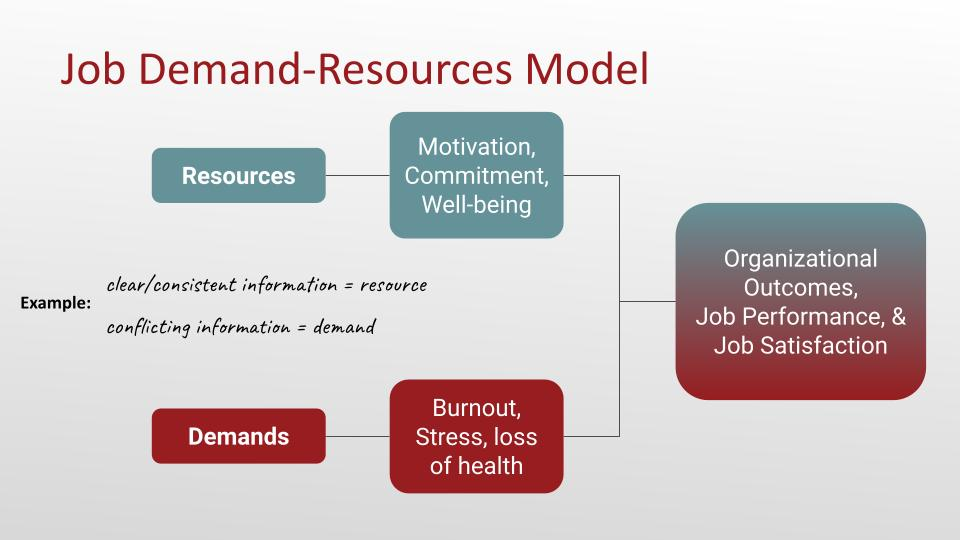 Job Demand-Resources Model
Resources
Motivation,
Commitment,
Well-being
Organizational
Outcomes,
Job Performance, &
Job Satisfaction
Example:
clear/consistent information = resource
conflicting information = demand
Demands
Burnout,
Stress, loss
of health